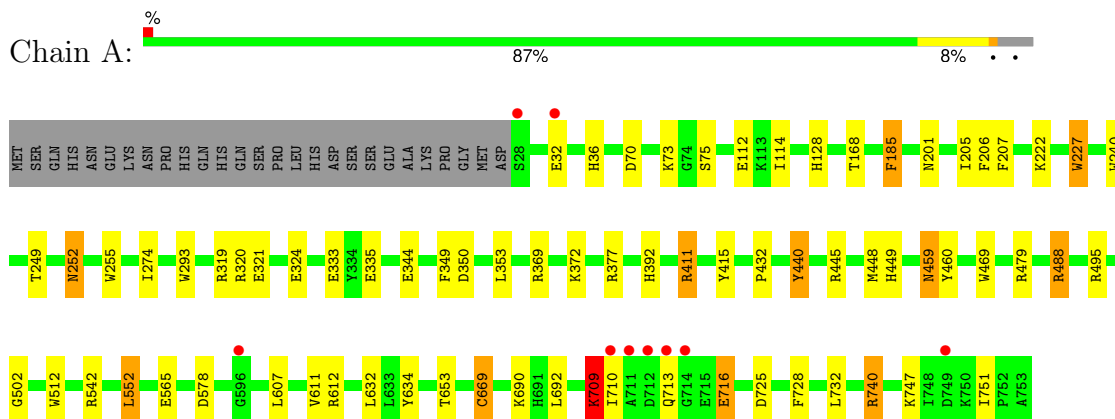 %
Chain A:
87% 8% • •
MET SER GLN HIS ASN GLU LYS ASN PRO HIS GLN HIS GLN SER PRO LEU HIS ASP SER SER GLU ALA LYS PRO GLY MET ASP S28 E32 H36 D70 K73 G74 S75 E112 K113 I114 H128 T168 F185 N201 I205 F206 F207 K222 W227 W240
T249 N252 W255 I274 W293 R319 R320 E321 E324 E333 Y334 E335 E344 F349 D350 L353 R369 K372 R377 H392 R411 Y415 P432 Y440 R445 M448 H449 N459 Y460 W469 R479 R488 R495
G502 W512 R542 L552 E565 D578 G596 L607 V611 R612 L632 L633 Y634 T653 C669 K690 H691 L692 K709 I710 A711 D712 Q713 G714 E715 E716 D725 F728 L732 R740 K747 I748 D749 K750 I751 P752 A753